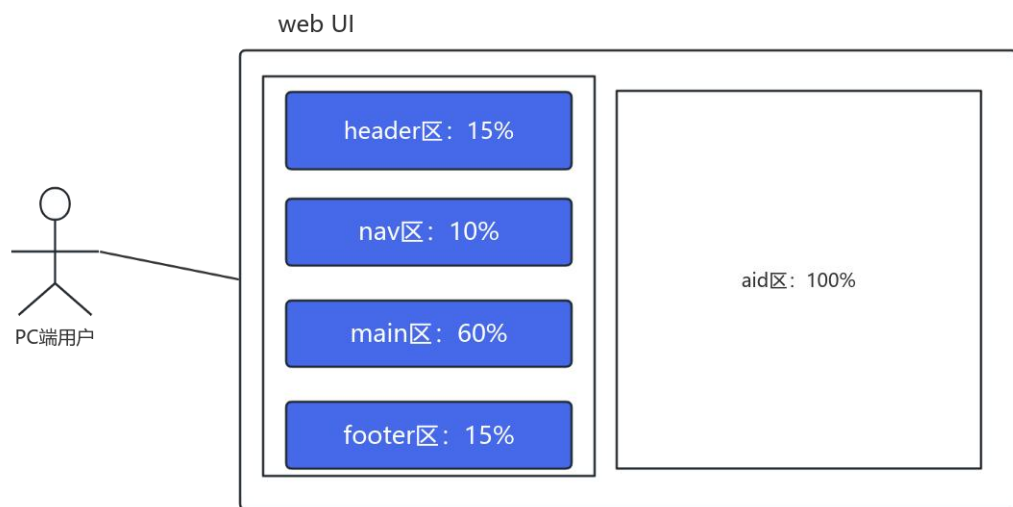 web UI
header区：15%
nav区：10%
main区：60%
footer区：15%
aid区：100%
PC端用户